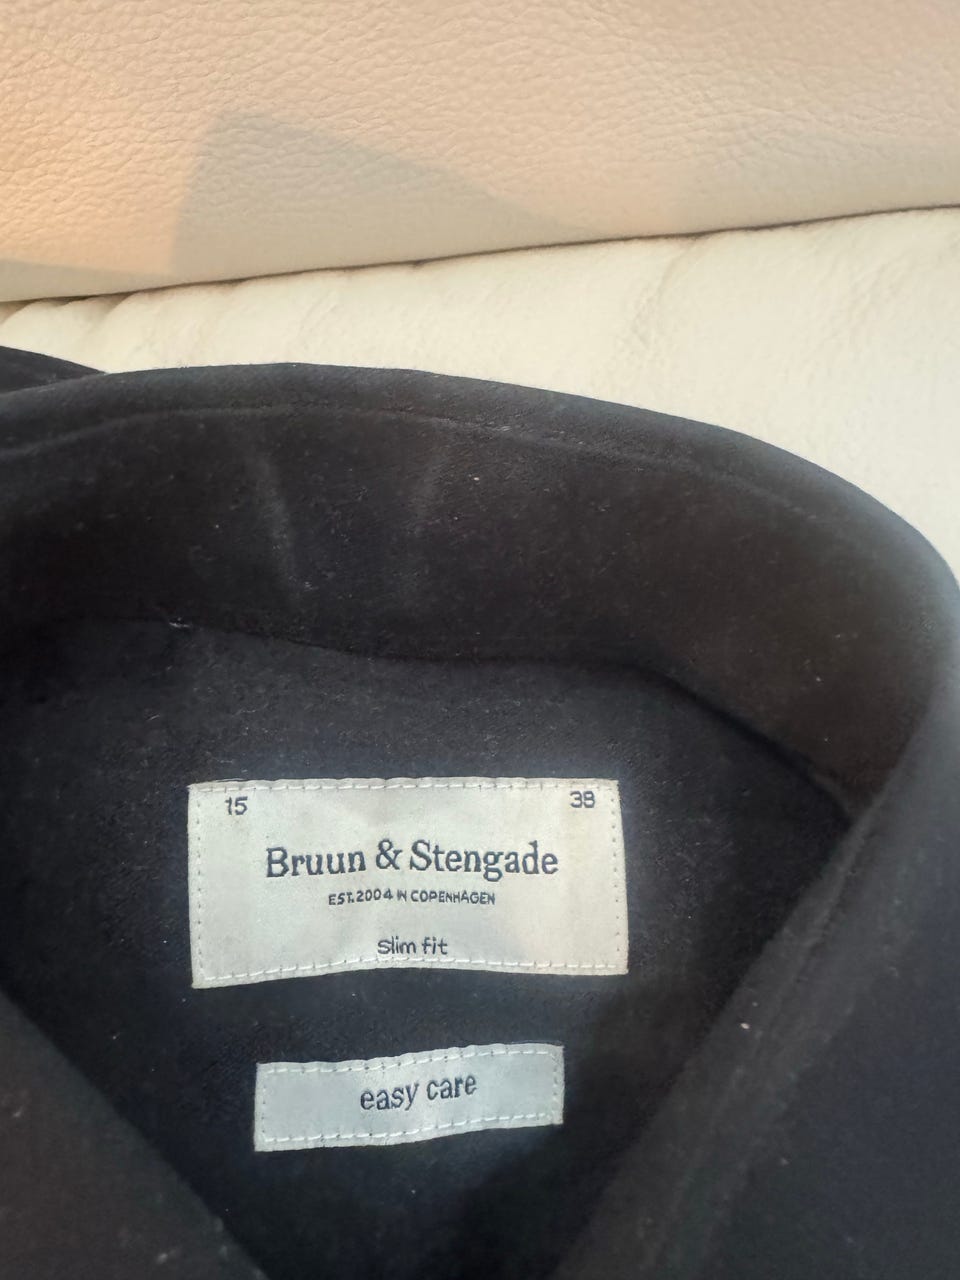 15 38
Bruun & Stengade
EST. 2004 IN COPENHAGEN
Slim fit
easy care